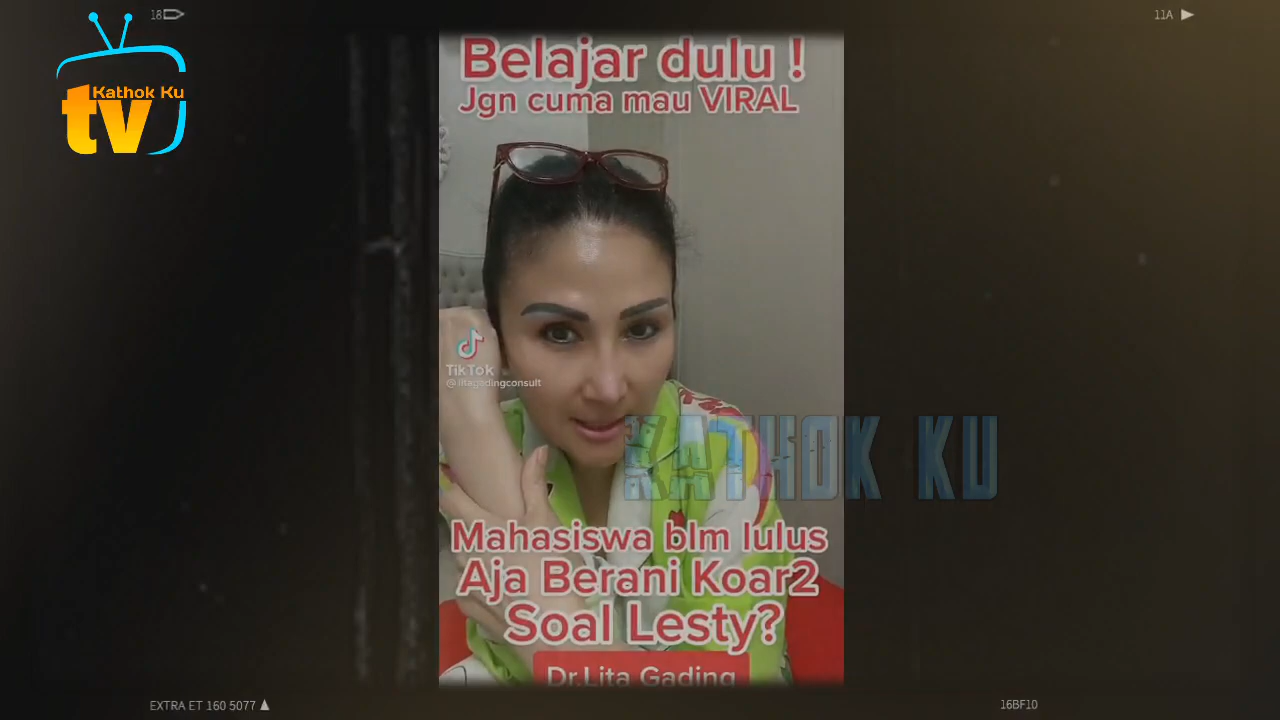 18
11A
Kathok Ku
tv
Belajar dulu !
Jgn cuma mau VIRAL
TikTok
@litagadingconsult
KATHOK KU
Mahasiswa blm lulus
Aja Berani Koar2
Soal Lesty?
Dr.Lita Gading
EXTRA ET 160 5077
16BF10